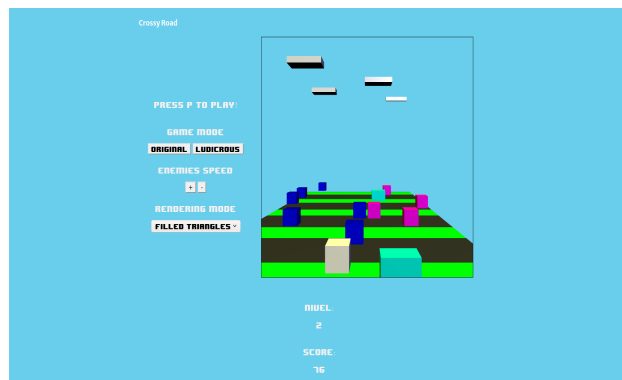 Crossy Road
PRESS P TO PLAY!
GAME MODE
ORIGINAL LUDICROUS
ENEMIES SPEED
+ -
RENDERING MODE
FILLED TRIANGLES
NIVEL:
2
SCORE:
76